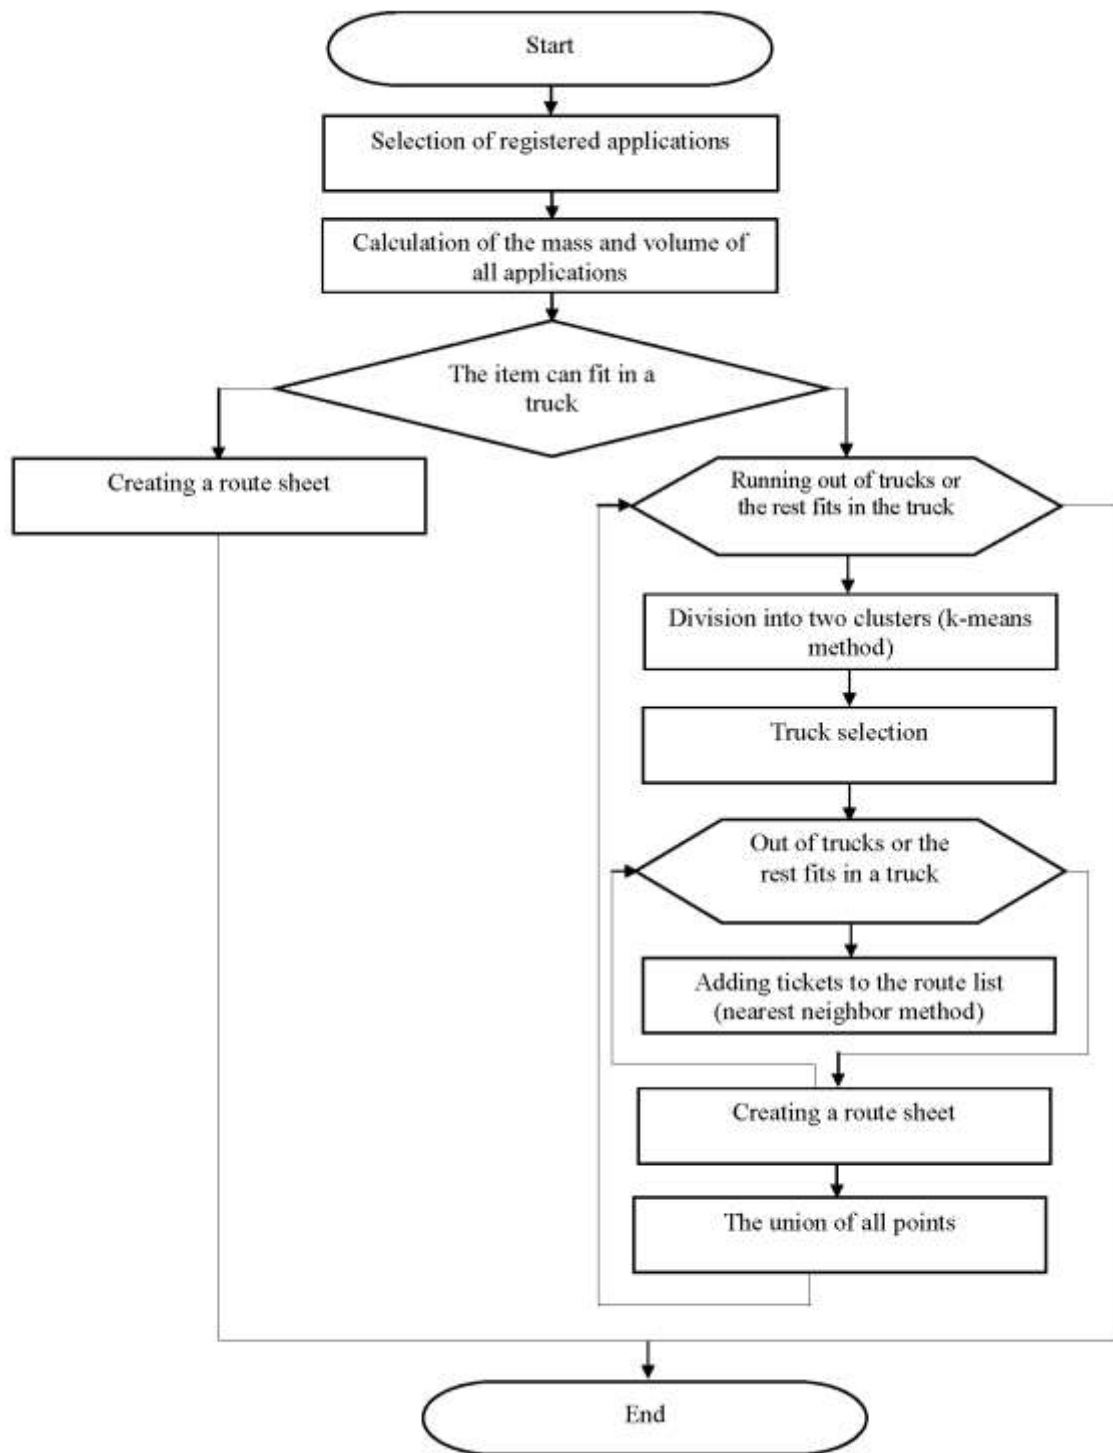 Start
Selection of registered applications
Calculation of the mass and volume of
all applications
The item can fit in a
truck
Creating a route sheet
Running out of trucks or
the rest fits in the truck
Division into two clusters (k-means
method)
Truck selection
Out of trucks or the
rest fits in a truck
Adding tickets to the route list
(nearest neighbor method)
Creating a route sheet
The union of all points
End